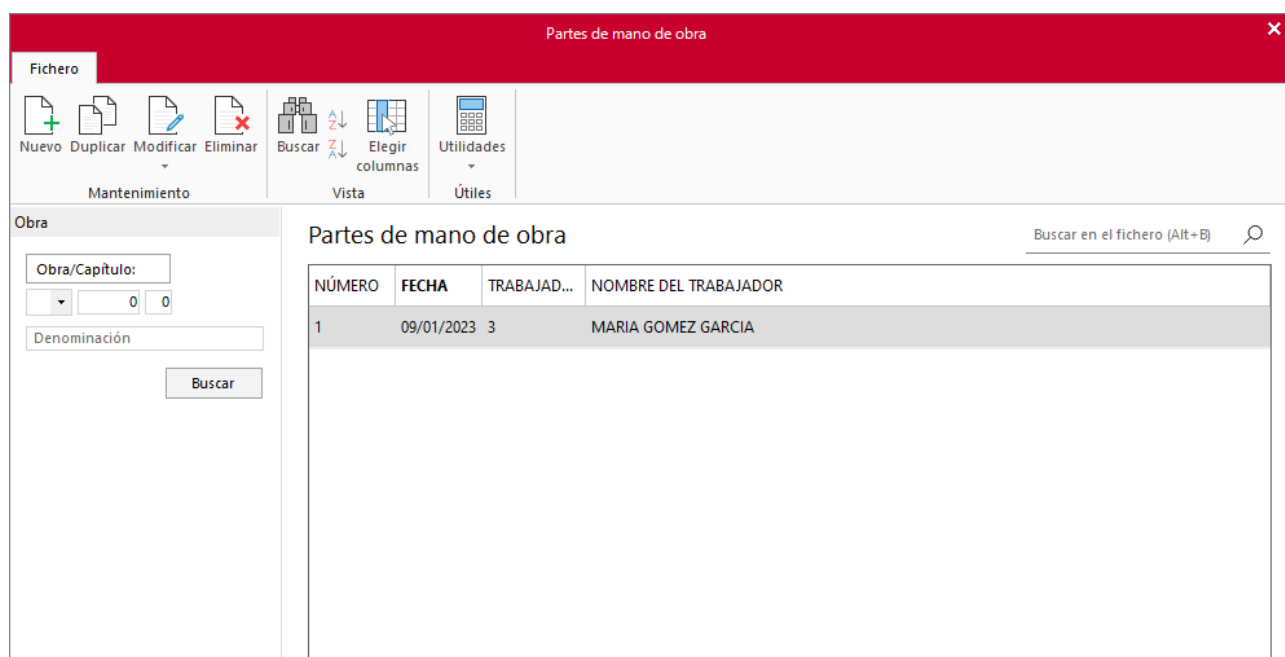 Partes de mano de obra
Fichero
Nuevo Duplicar Modificar Eliminar Buscar Elegir columnas Utilidades
Mantenimiento Vista Útiles
Obra
Obra/Capítulo:
0 0
Denominación
Buscar
Partes de mano de obra
Buscar en el fichero (Alt+B)
NÚMERO FECHA TRABAJAD... NOMBRE DEL TRABAJADOR
1 09/01/2023 3 MARIA GOMEZ GARCIA